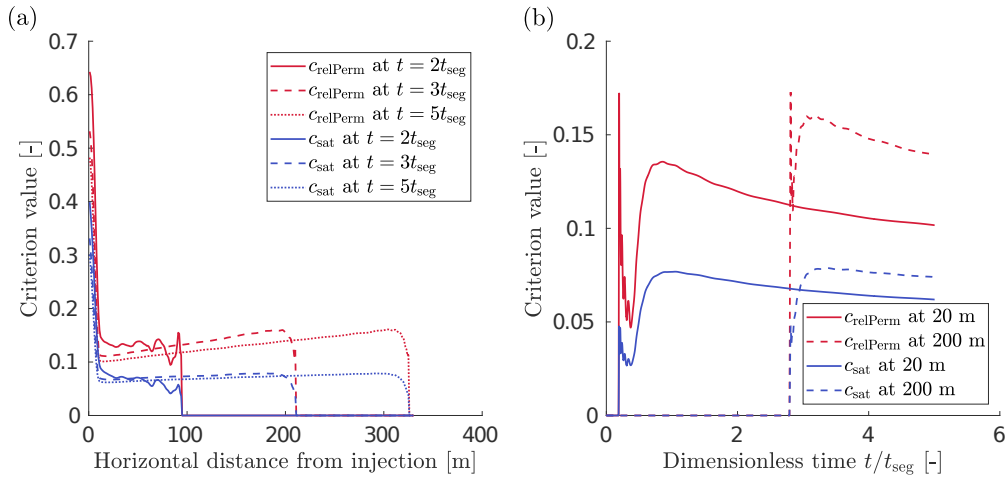 (a)
0.7
0.6
0.5
0.4
0.3
0.2
0.1
0
Criterion value [-]
c_relPerm at t = 2t_seg
c_relPerm at t = 3t_seg
c_relPerm at t = 5t_seg
c_sat at t = 2t_seg
c_sat at t = 3t_seg
c_sat at t = 5t_seg
0 100 200 300 400
Horizontal distance from injection [m]
(b)
0.2
0.15
0.1
0.05
0
Criterion value [-]
c_relPerm at 20 m
c_relPerm at 200 m
c_sat at 20 m
c_sat at 200 m
0 2 4 6
Dimensionless time t/t_seg [-]